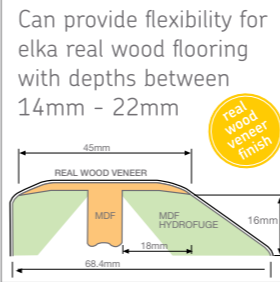 Can provide flexibility for
elka real wood flooring
with depths between
14mm - 22mm
real
wood
veneer
finish
45mm
REAL WOOD VENEER
MDF
MDF
HYDROFUGE
16mm
18mm
68.4mm